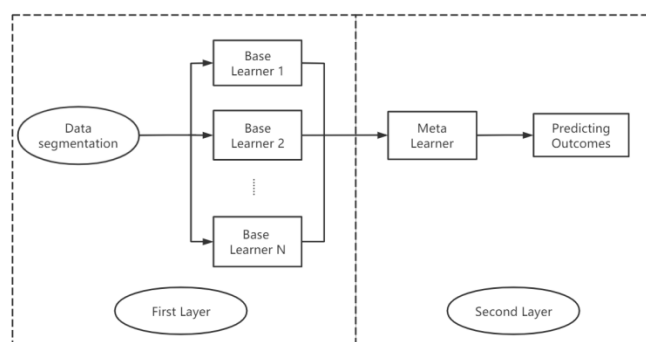 Base
Learner 1
Data
segmentation
Base
Learner 2
Meta
Learner
Predicting
Outcomes
Base
Learner N
First Layer
Second Layer